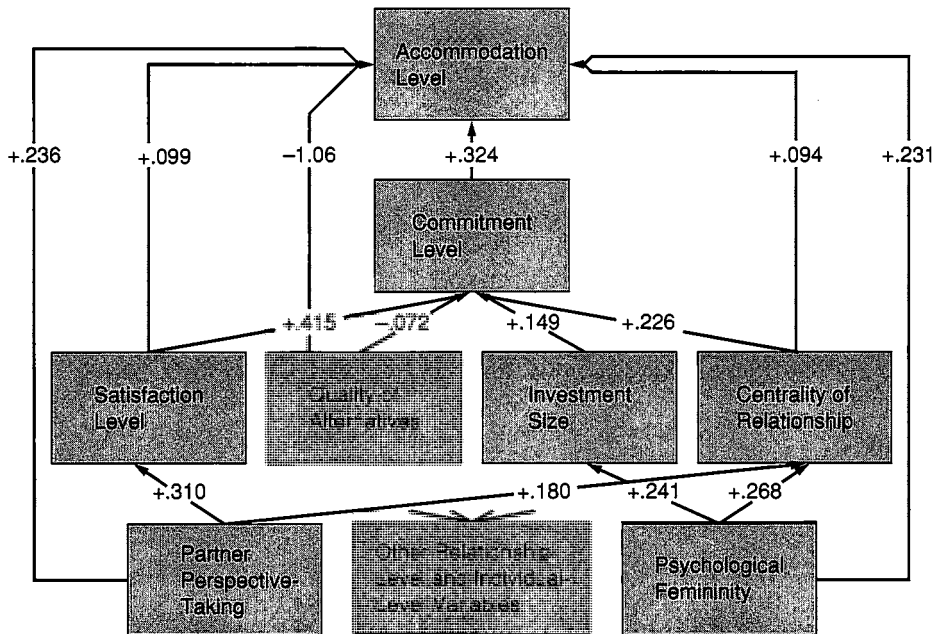 Accommodation
Level
+.236
+.099
−1.06
+.324
+.094
+.231
Commitment
Level
+.415
−.072
+.149
+.226
Satisfaction
Level
Quality of
Alternatives
Investment
Size
Centrality of
Relationship
+.310
+.180
+.241
+.268
Partner
Perspective-
Taking
Other Relationship-
Level and Individual-
Level Variables
Psychological
Femininity